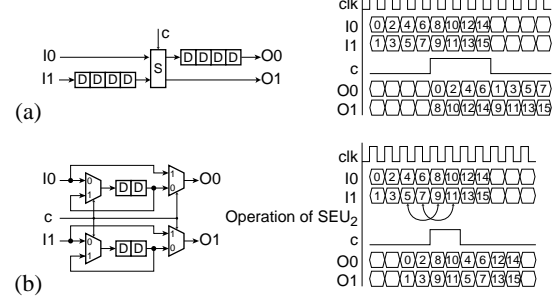 c
I0
D D D D
O0
S
I1
D D D D
O1
(a)
clk
I0 0 2 4 6 8 10 12 14
I1 1 3 5 7 9 11 13 15
c
O0 0 2 4 6 1 3 5 7
O1 8 10 12 14 9 11 13 15
I0
0
1
D D
1
0
O0
c
I1
0
1
D D
1
0
O1
(b)
clk
I0 0 2 4 6 8 10 12 14
I1 1 3 5 7 9 11 13 15
Operation of SEU2
c
O0 0 2 8 10 4 6 12 14
O1 1 3 9 11 5 7 13 15